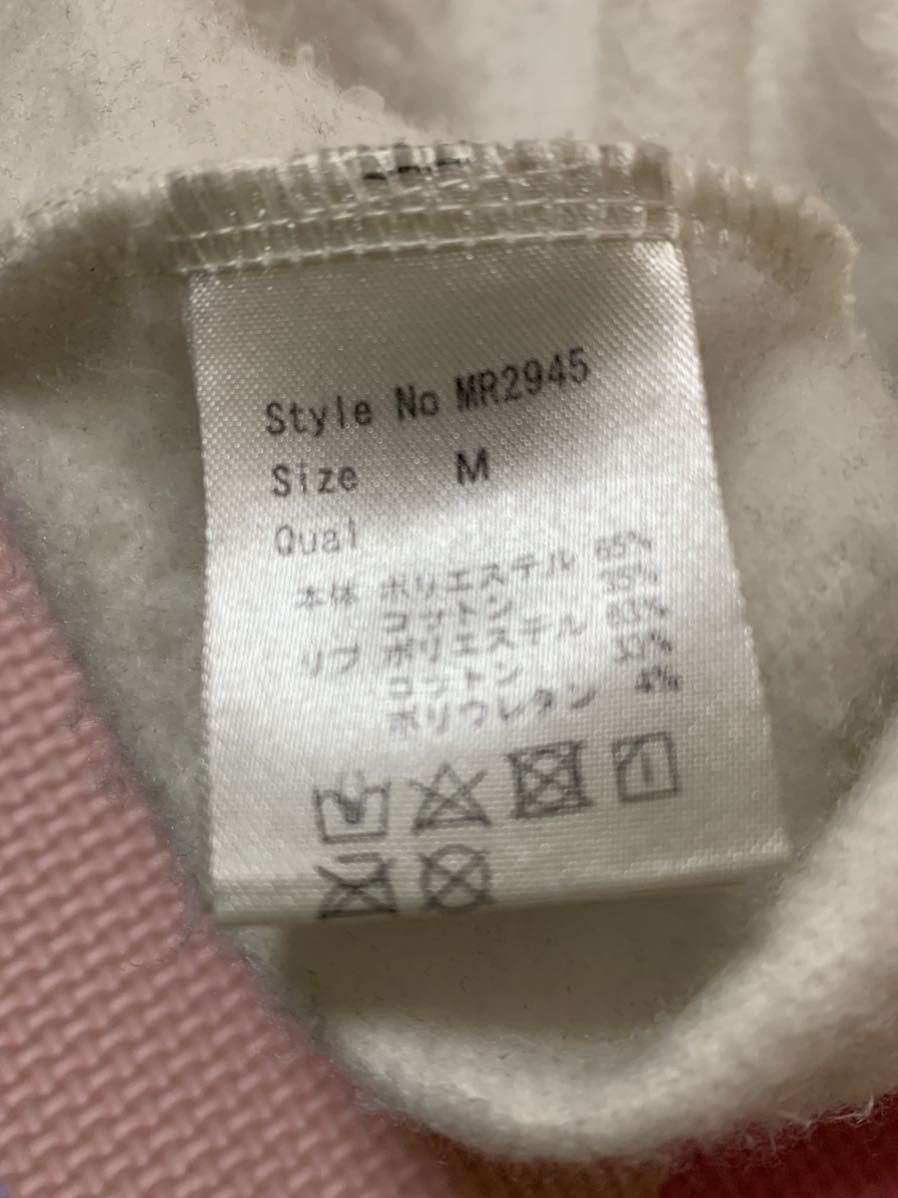 Style No MR2945
Size M
Qual
本体 ポリエステル 65%
コットン 35%
リブ ポリエステル 63%
コットン 33%
ポリウレタン 4%